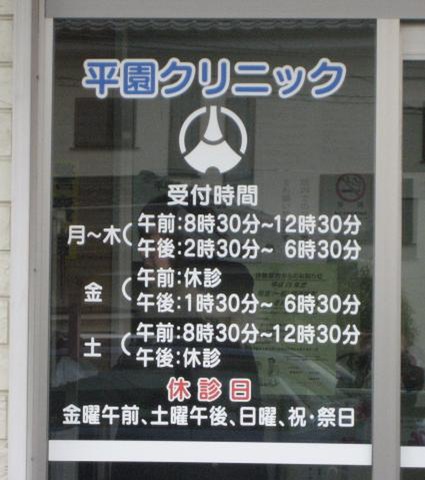 平園クリニック
受付時間
月～木 午前:8時30分～12時30分
午後:2時30分～ 6時30分
金 午前:休診
午後:1時30分～ 6時30分
土 午前:8時30分～12時30分
午後:休診
休診日
金曜午前、土曜午後、日曜、祝・祭日